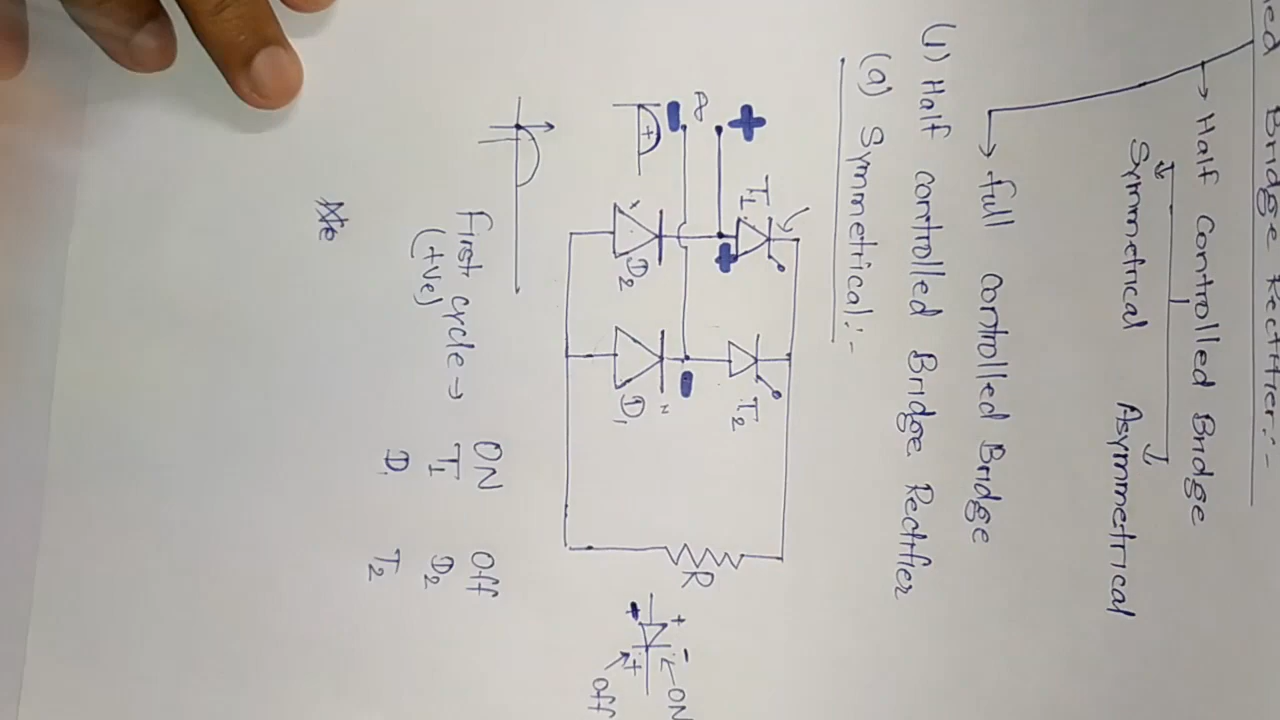 Bridge Rectifier:-
→ Half Controlled Bridge
Symmetrical Asymmetrical
→ full controlled Bridge
(1) Half controlled Bridge Rectifier
(a) Symmetrical:-
+
T1
T2
+
-
-
+
D2
D1
N
R
+ -
ON
+ +
Off
First cycle → ON Off
(+ve) T1 D2
D1 T2